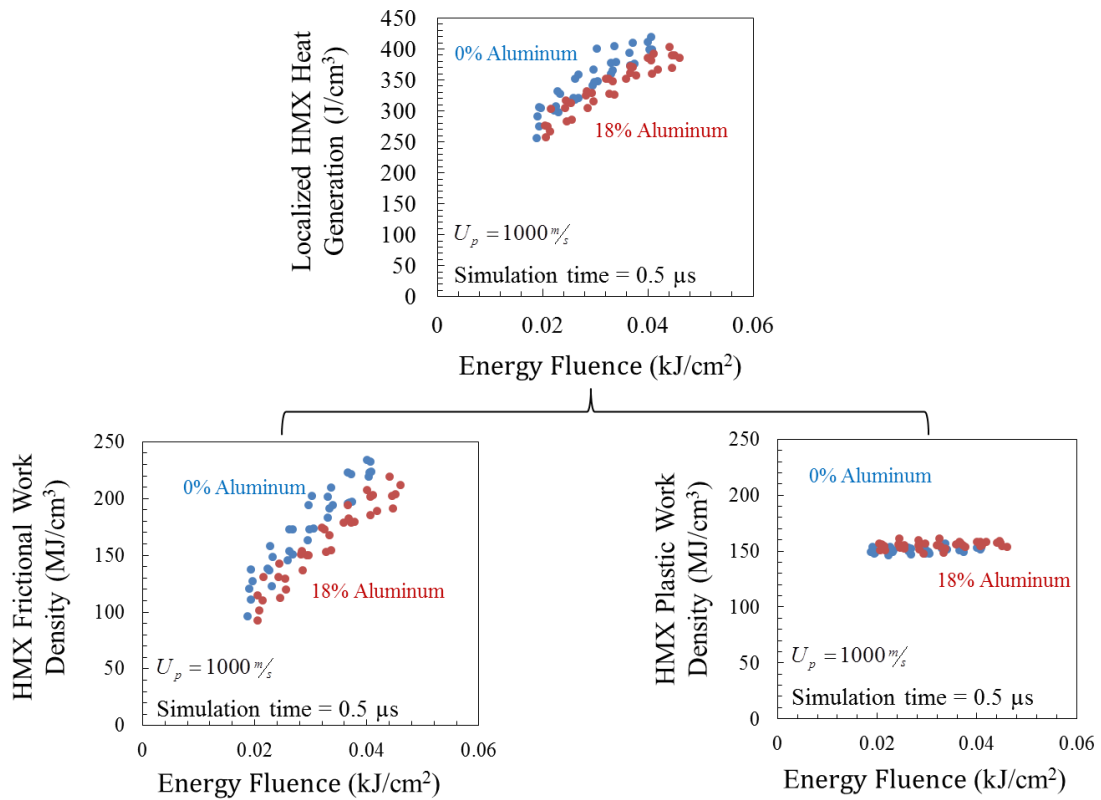 Localized HMX Heat
Generation (J/cm³)
450
400
350
300
250
200
150
100
50
0
0% Aluminum
18% Aluminum
U_p = 1000 m/s
Simulation time = 0.5 µs
0 0.02 0.04 0.06
Energy Fluence (kJ/cm²)
HMX Frictional Work
Density (MJ/cm³)
250
200
150
100
50
0
0% Aluminum
18% Aluminum
U_p = 1000 m/s
Simulation time = 0.5 µs
0 0.02 0.04 0.06
Energy Fluence (kJ/cm²)
HMX Plastic Work
Density (MJ/cm³)
250
200
150
100
50
0
0% Aluminum
18% Aluminum
U_p = 1000 m/s
Simulation time = 0.5 µs
0 0.02 0.04 0.06
Energy Fluence (kJ/cm²)